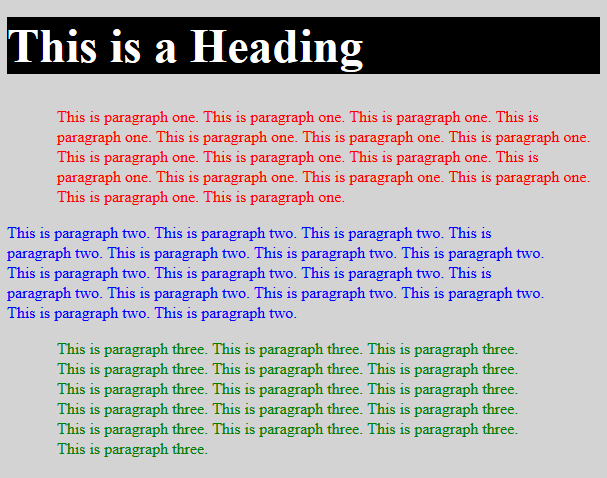 This is a Heading
This is paragraph one. This is paragraph one. This is paragraph one. This is
paragraph one. This is paragraph one. This is paragraph one. This is paragraph one.
This is paragraph one. This is paragraph one. This is paragraph one. This is
paragraph one. This is paragraph one. This is paragraph one. This is paragraph one.
This is paragraph one. This is paragraph one.
This is paragraph two. This is paragraph two. This is paragraph two. This is
paragraph two. This is paragraph two. This is paragraph two. This is paragraph two.
This is paragraph two. This is paragraph two. This is paragraph two. This is
paragraph two. This is paragraph two. This is paragraph two. This is paragraph two.
This is paragraph two. This is paragraph two.
This is paragraph three. This is paragraph three. This is paragraph three.
This is paragraph three. This is paragraph three. This is paragraph three.
This is paragraph three. This is paragraph three. This is paragraph three.
This is paragraph three. This is paragraph three. This is paragraph three.
This is paragraph three. This is paragraph three. This is paragraph three.
This is paragraph three.